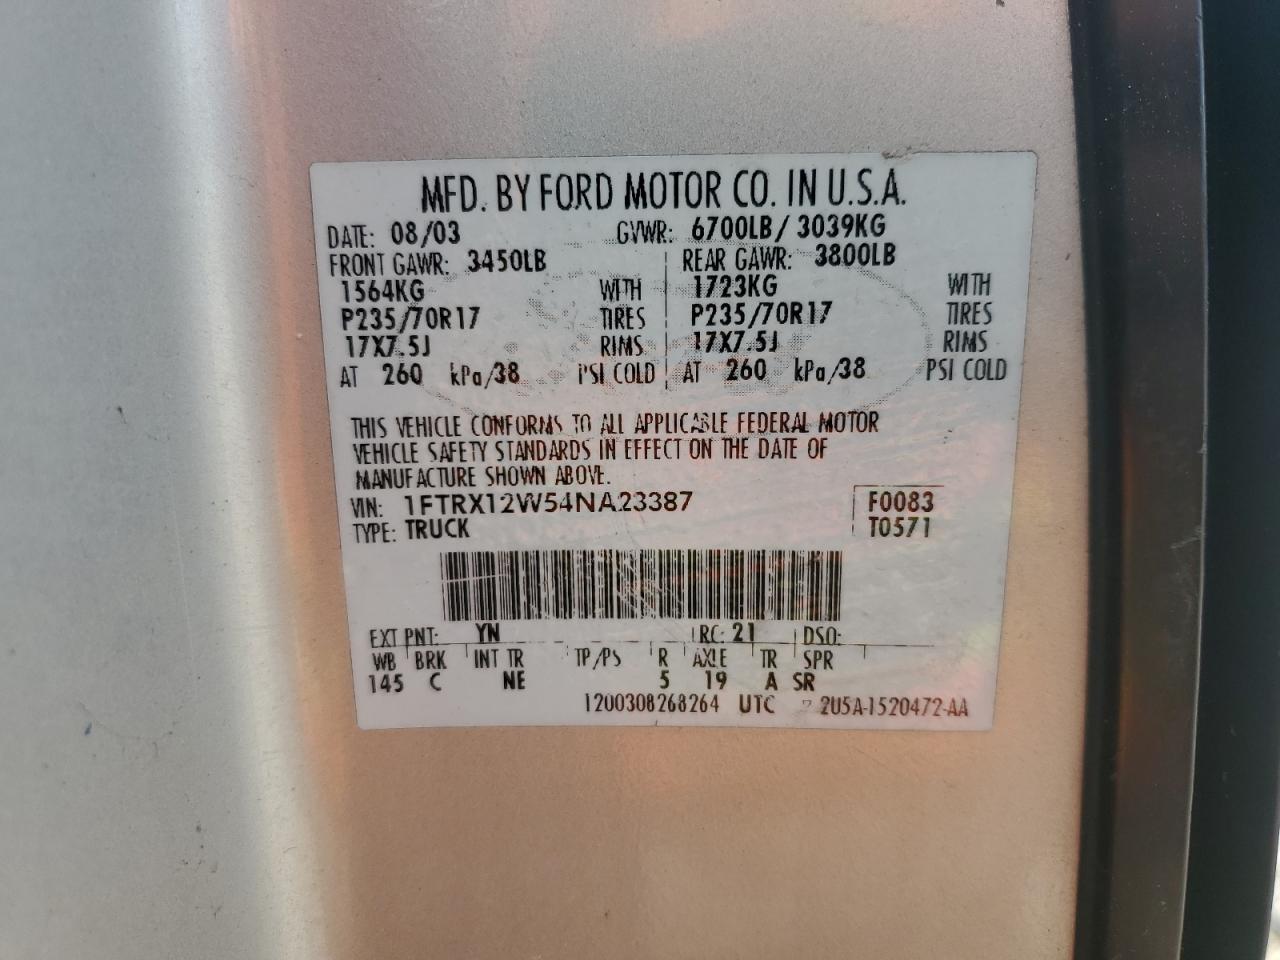 MFD. BY FORD MOTOR CO. IN U.S.A.
DATE: 08/03 GVWR: 6700LB/ 3039KG
FRONT GAWR: 3450LB REAR GAWR: 3800LB
1564KG WITH 1723KG WITH
P235/70R17 TIRES P235/70R17 TIRES
17X7.5J RIMS 17X7.5J RIMS
AT 260 kPa/38 PSI COLD AT 260 kPa/38 PSI COLD
THIS VEHICLE CONFORMS TO ALL APPLICABLE FEDERAL MOTOR
VEHICLE SAFETY STANDARDS IN EFFECT ON THE DATE OF
MANUFACTURE SHOWN ABOVE.
VIN: 1FTRX12W54NA23387 F0083
TYPE: TRUCK T0571
EXT PNT: YN RC: 21 DSO:
WB BRK INT TR TP/PS R AXLE TR SPR
145 C NE 5 19 A SR
1200308268264 UTC 2U5A-1520472-AA